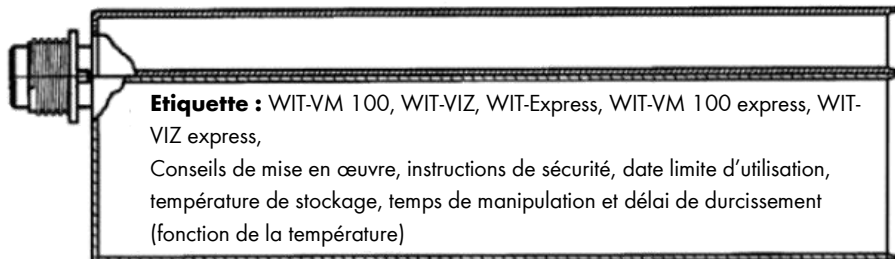 Etiquette : WIT-VM 100, WIT-VIZ, WIT-Express, WIT-VM 100 express, WIT-
VIZ express,
Conseils de mise en œuvre, instructions de sécurité, date limite d’utilisation,
température de stockage, temps de manipulation et délai de durcissement
(fonction de la température)